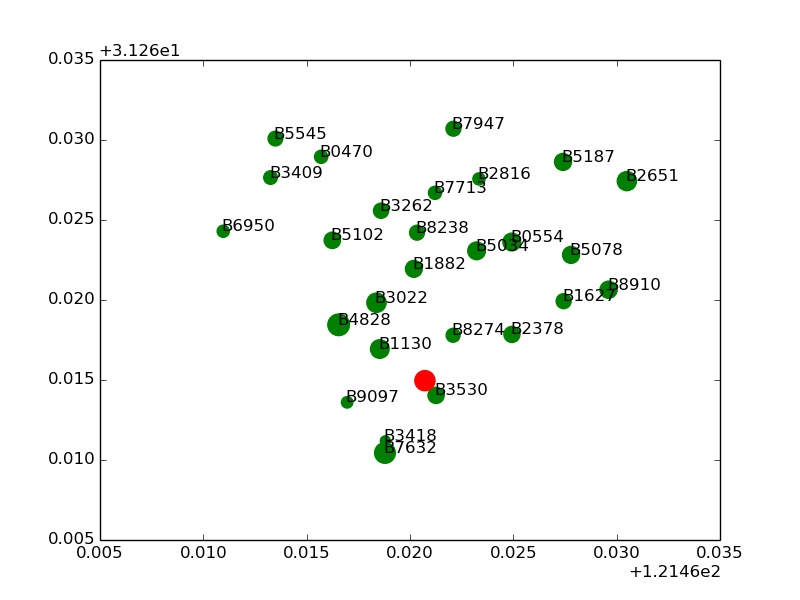 +3.126e1
0.035
0.030
0.025
0.020
0.015
0.010
0.005
B7947
B5545
B0470
B5187
B3409
B2816
B2651
B7713
B3262
B6950
B8238
B5102
B0554
B5034
B5078
B1882
B8910
B1627
B3022
B4828
B8274
B2378
B1130
B3530
B9097
B3418
B7632
0.005 0.010 0.015 0.020 0.025 0.030 0.035
+1.2146e2